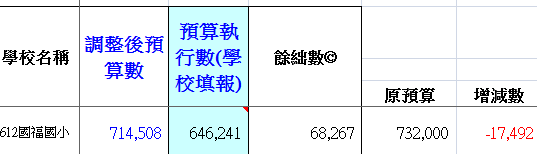 學校名稱
調整後預
算數
預算執
行數(學
校填報)
餘絀數©
原預算
增減數
612國福國小
714,508
646,241
68,267
732,000
-17,492